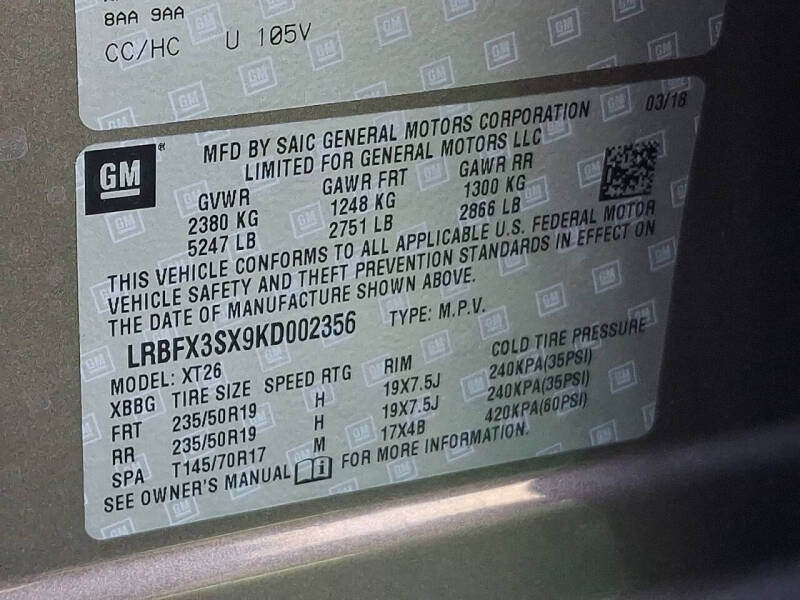 8AA 9AA
CC/HC U 105V
GM
MFD BY SAIC GENERAL MOTORS CORPORATION 03/18
LIMITED FOR GENERAL MOTORS LLC
GVWR GAWR FRT GAWR RR
2380 KG 1248 KG 1300 KG
5247 LB 2751 LB 2866 LB
THIS VEHICLE CONFORMS TO ALL APPLICABLE U.S. FEDERAL MOTOR
VEHICLE SAFETY AND THEFT PREVENTION STANDARDS IN EFFECT ON
THE DATE OF MANUFACTURE SHOWN ABOVE.
LRBFX3SX9KD002356 TYPE: M.P.V.
MODEL: XT26
XBBG TIRE SIZE SPEED RTG RIM COLD TIRE PRESSURE
FRT 235/50R19 H 19X7.5J 240KPA(35PSI)
RR 235/50R19 H 19X7.5J 240KPA(35PSI)
SPA T145/70R17 M 17X4B 420KPA(60PSI)
SEE OWNER'S MANUAL FOR MORE INFORMATION.